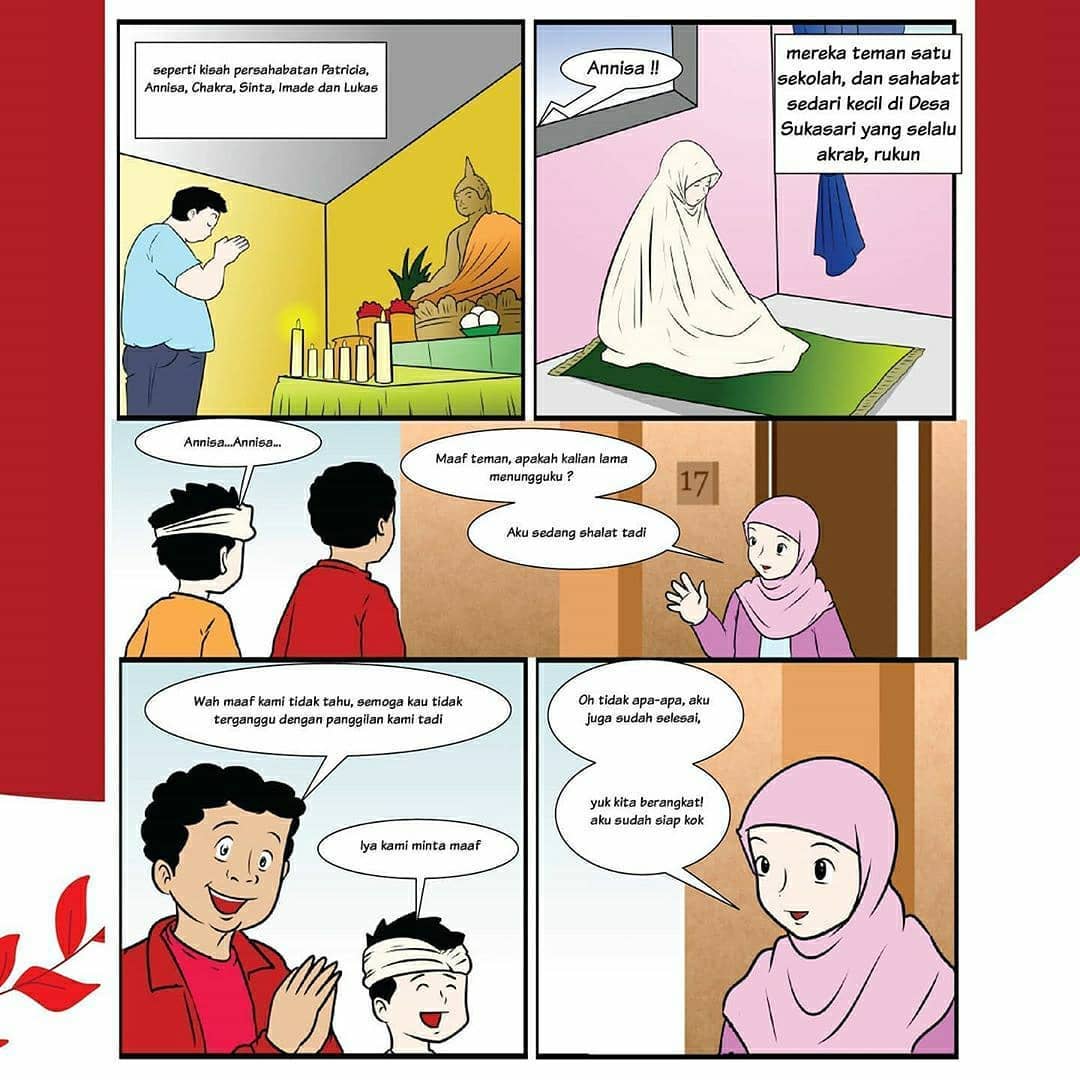 seperti kisah persahabatan Patricia,
Annisa, Chakra, Sinta, Imade dan Lukas
Annisa !!
mereka teman satu
sekolah, dan sahabat
sedari kecil di Desa
Sukasari yang selalu
akrab, rukun
Annisa...Annisa...
Maaf teman, apakah kalian lama
menungguku ?
Aku sedang shalat tadi
17
Wah maaf kami tidak tahu, semoga kau tidak
terganggu dengan panggilan kami tadi
Iya kami minta maaf
Oh tidak apa-apa, aku
juga sudah selesai,
yuk kita berangkat!
aku sudah siap kok